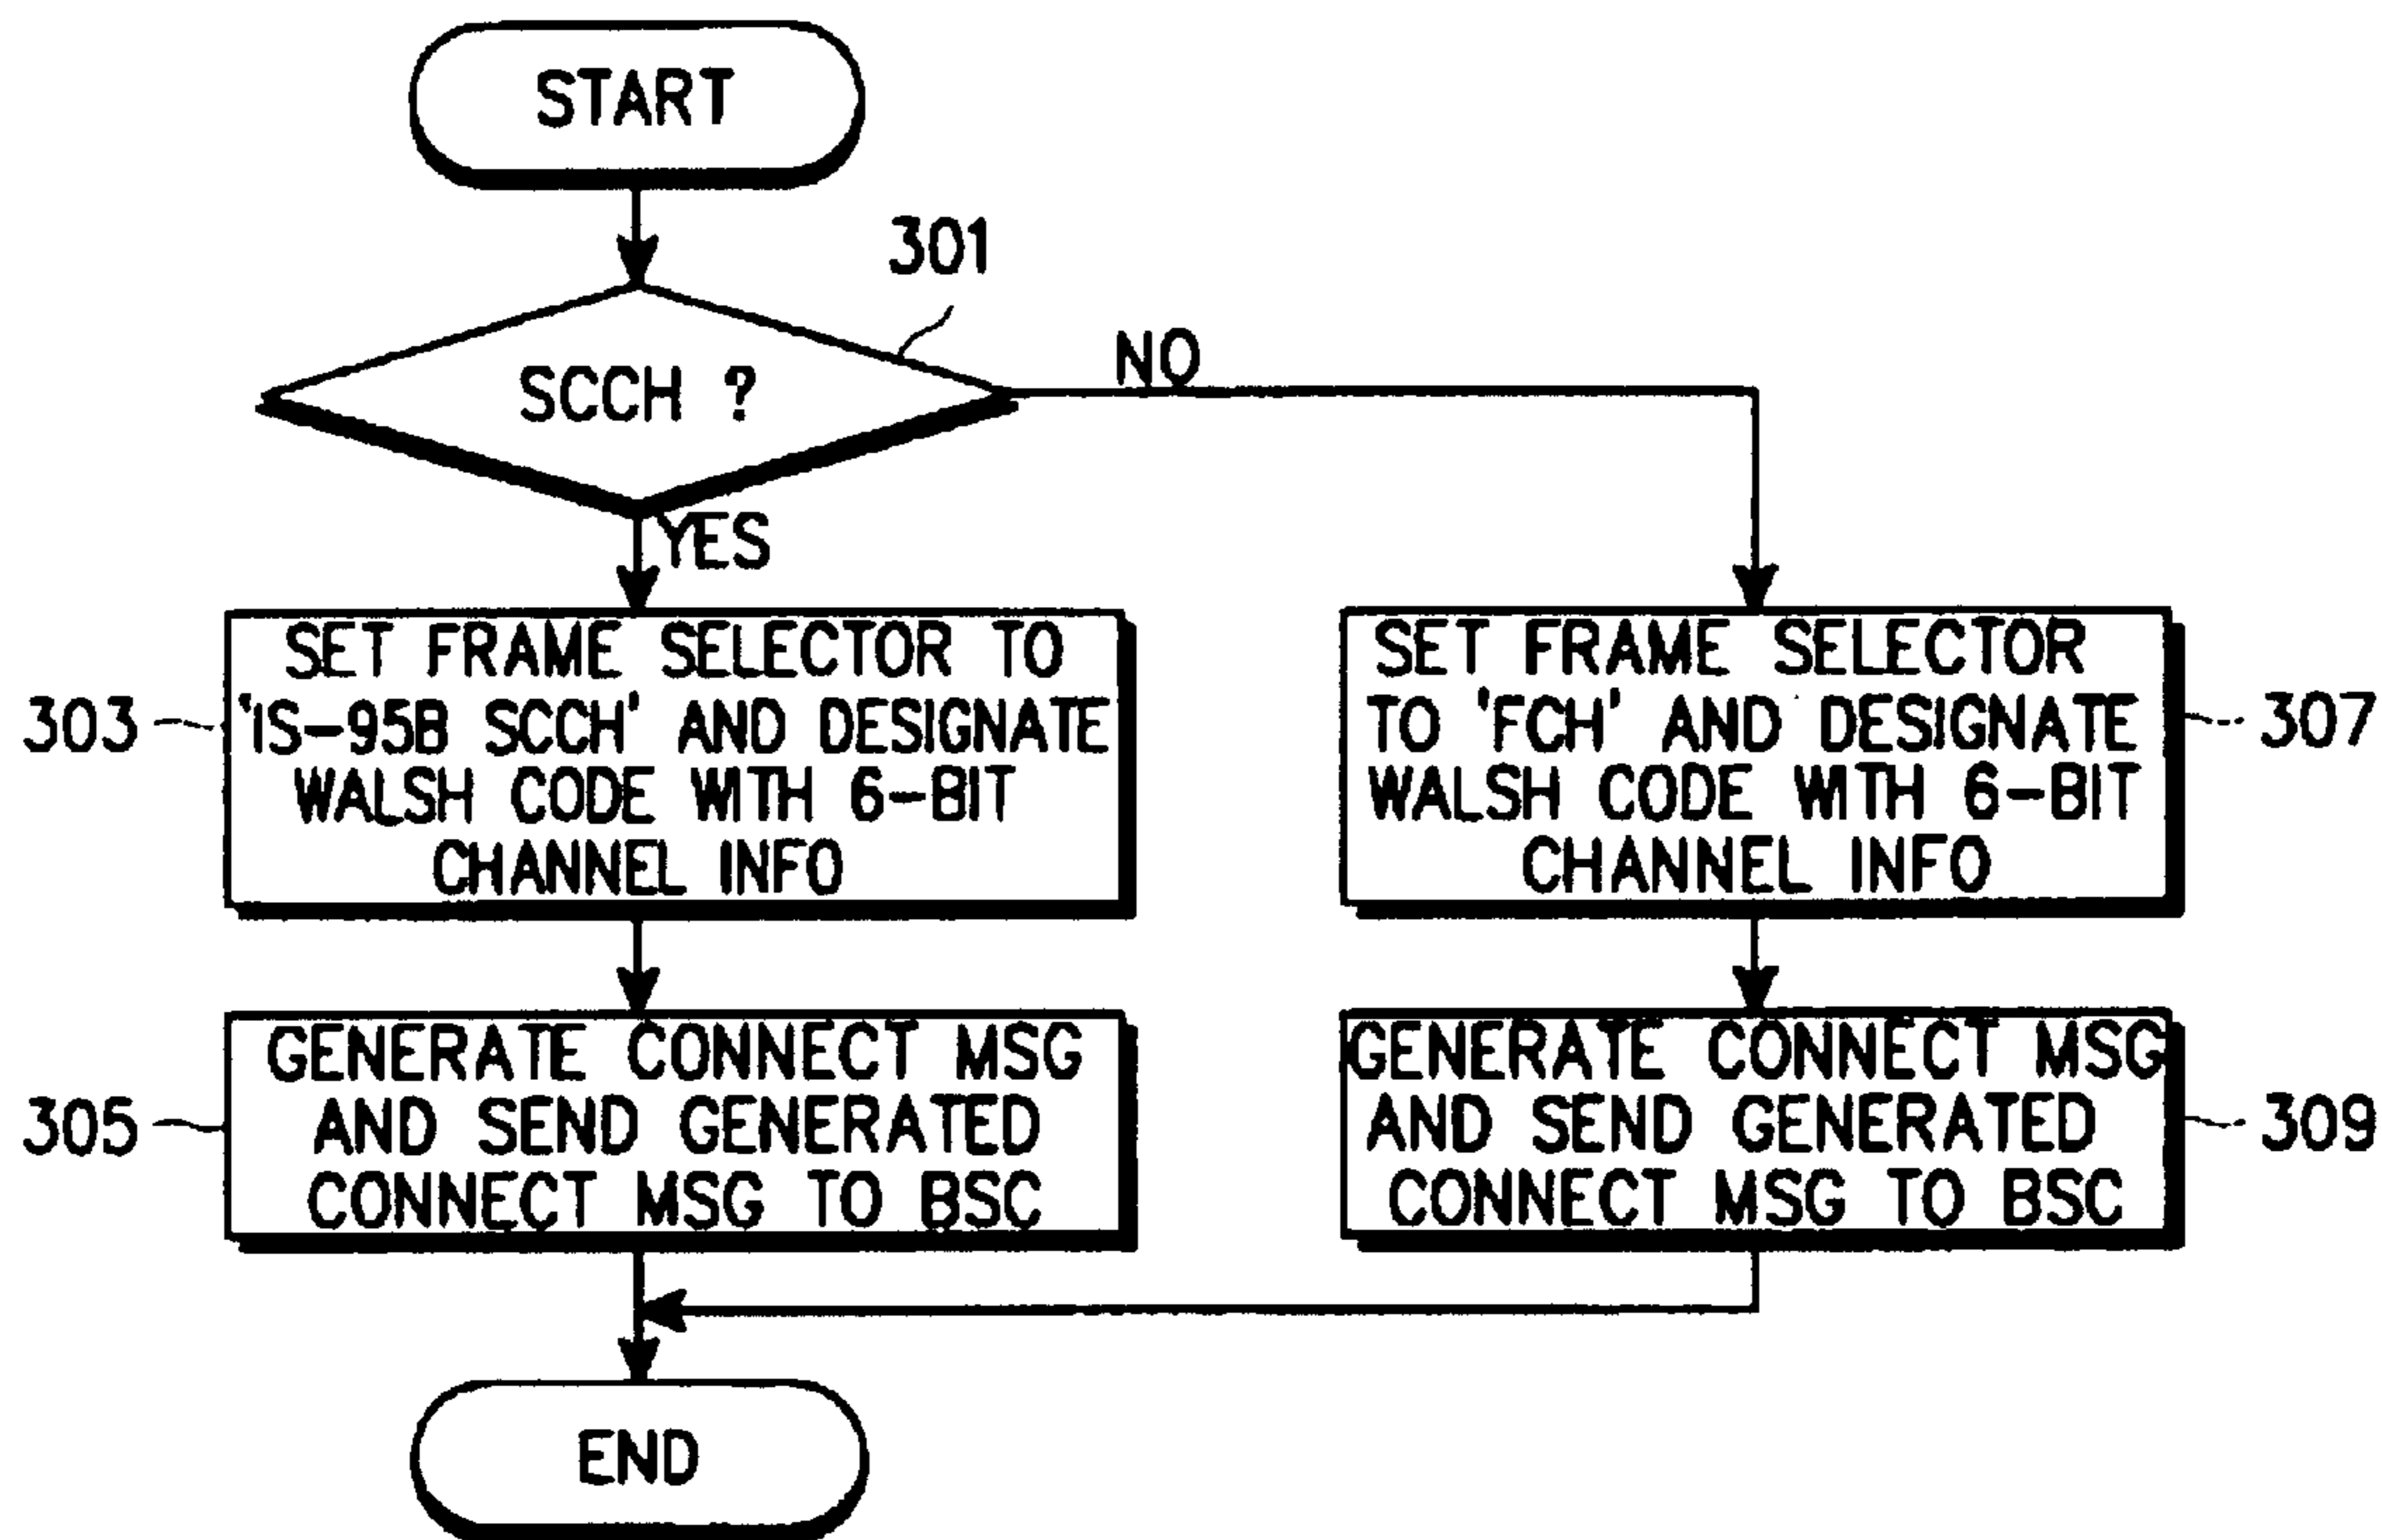 START
301
SCCH ?
NO
YES
SET FRAME SELECTOR TO
'IS-95B SCCH' AND DESIGNATE
WALSH CODE WITH 6-BIT
CHANNEL INFO
303
SET FRAME SELECTOR
TO 'FCH' AND DESIGNATE
WALSH CODE WITH 6-BIT
CHANNEL INFO
307
GENERATE CONNECT MSG
AND SEND GENERATED
CONNECT MSG TO BSC
305
GENERATE CONNECT MSG
AND SEND GENERATED
CONNECT MSG TO BSC
309
END